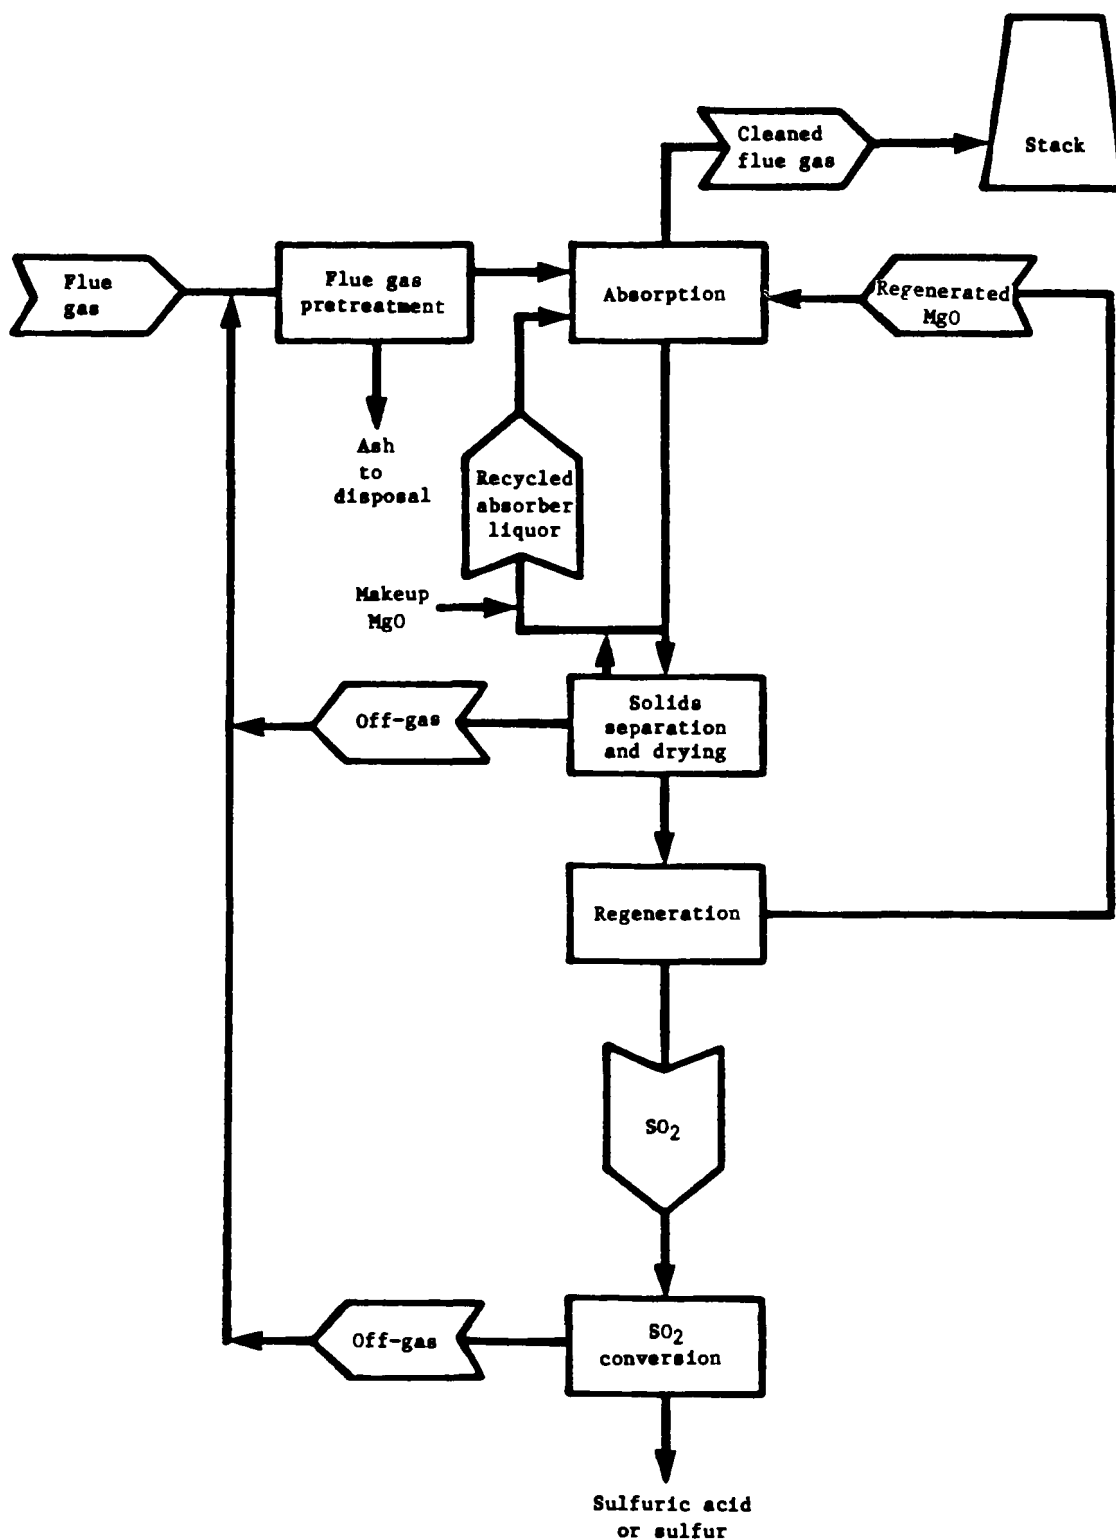 Cleaned
flue gas
Stack
Flue
gas
Flue gas
pretreatment
Absorption
Regenerated
MgO
Ash
to
disposal
Recycled
absorber
liquor
Makeup
MgO
Off-gas
Solids
separation
and drying
Regeneration
SO₂
Off-gas
SO₂
conversion
Sulfuric acid
or sulfur